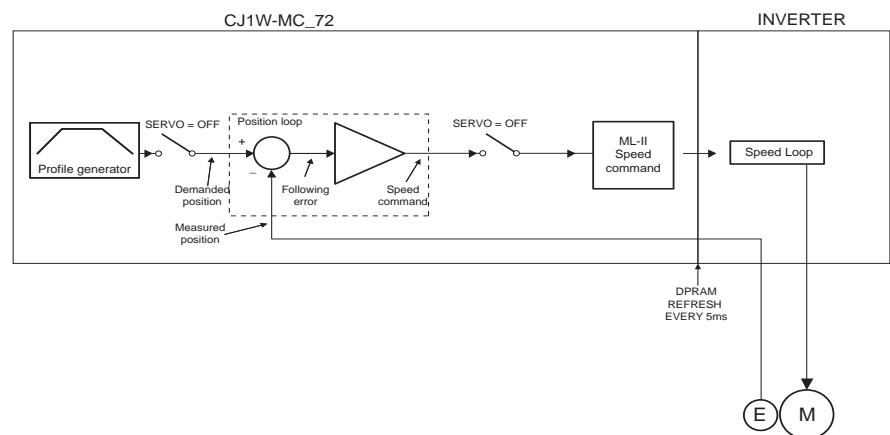 CJ1W-MC_72
INVERTER
Profile generator
SERVO = OFF
Demanded
position
Position loop
+
_
Measured
position
Following
error
Speed
command
SERVO = OFF
ML-II
Speed
command
Speed Loop
DPRAM
REFRESH
EVERY 5ms
E
M